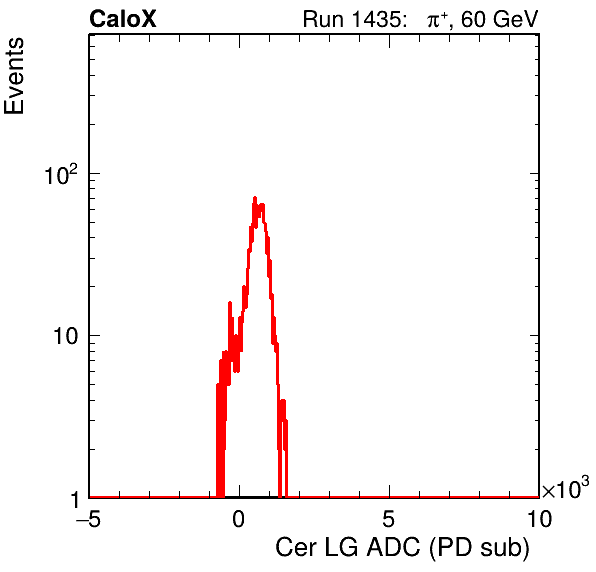 CaloX Run 1435: π⁺, 60 GeV
Events
10²
10
1
−5 0 5 10
×10³
Cer LG ADC (PD sub)